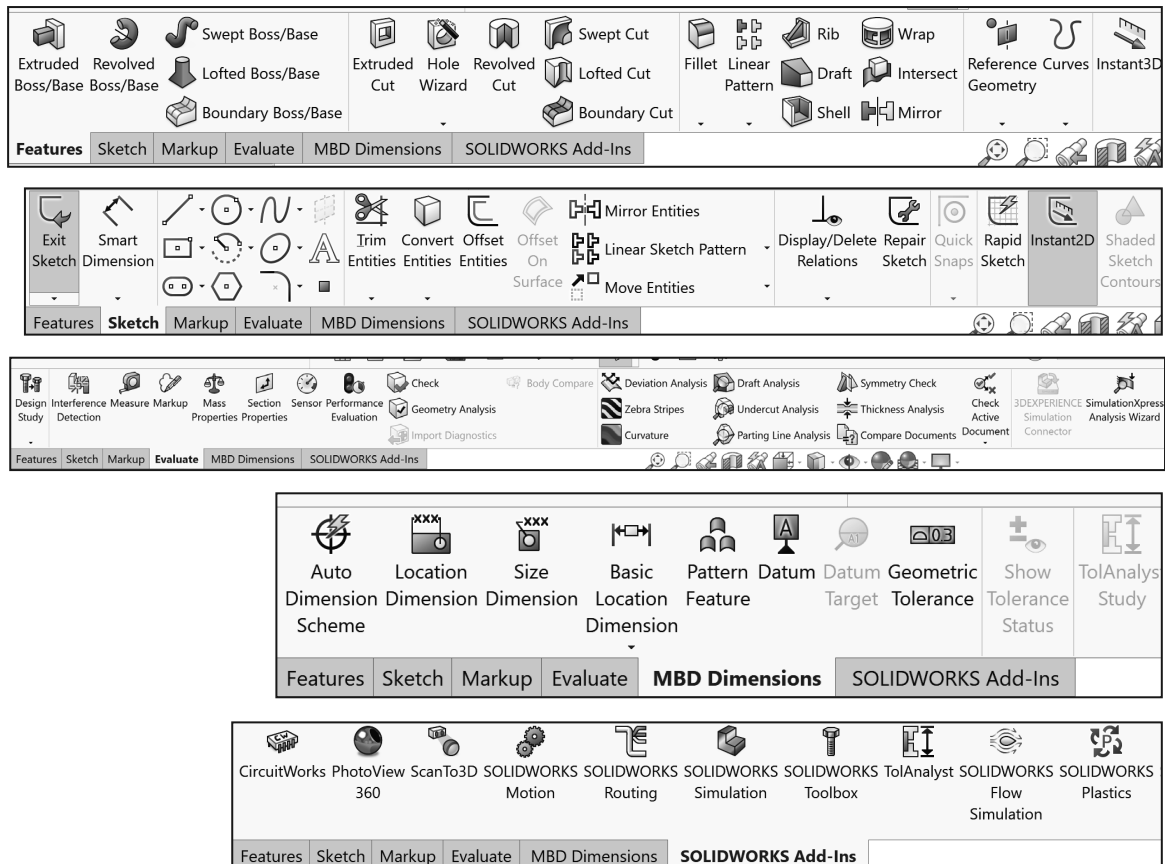 Extruded Boss/Base
Revolved Boss/Base
Swept Boss/Base
Lofted Boss/Base
Boundary Boss/Base
Extruded Cut
Hole Wizard
Revolved Cut
Swept Cut
Lofted Cut
Boundary Cut
Fillet
Linear Pattern
Rib
Draft
Shell
Wrap
Intersect
Mirror
Reference Geometry
Curves
Instant3D
Features Sketch Markup Evaluate MBD Dimensions SOLIDWORKS Add-Ins
Exit Sketch
Smart Dimension
A
Trim Entities
Convert Entities
Offset Entities
Offset On Surface
Mirror Entities
Linear Sketch Pattern
Move Entities
Display/Delete Relations
Repair Sketch
Quick Snaps
Rapid Sketch
Instant2D
Shaded Sketch Contours
Features Sketch Markup Evaluate MBD Dimensions SOLIDWORKS Add-Ins
Design Study
Interference Detection
Measure
Markup
Mass Properties
Section Properties
Sensor
Performance Evaluation
Check
Geometry Analysis
Import Diagnostics
Body Compare
Deviation Analysis
Zebra Stripes
Curvature
Draft Analysis
Undercut Analysis
Parting Line Analysis
Symmetry Check
Thickness Analysis
Compare Documents
Check Active Document
3DEXPERIENCE Simulation Connector
SimulationXpress Analysis Wizard
Features Sketch Markup Evaluate MBD Dimensions SOLIDWORKS Add-Ins
xxx
Auto Dimension Scheme
Location Dimension
xxx
Size Dimension
Basic Location Dimension
Pattern Feature
A
Datum
A1
Datum Target
0.3
Geometric Tolerance
Show Tolerance Status
TolAnalys
Study
Features Sketch Markup Evaluate MBD Dimensions SOLIDWORKS Add-Ins
CW
CircuitWorks
PhotoView 360
ScanTo3D
SOLIDWORKS Motion
SOLIDWORKS Routing
SOLIDWORKS Simulation
SOLIDWORKS Toolbox
TolAnalyst
SOLIDWORKS Flow Simulation
P
SOLIDWORKS Plastics
Features Sketch Markup Evaluate MBD Dimensions SOLIDWORKS Add-Ins